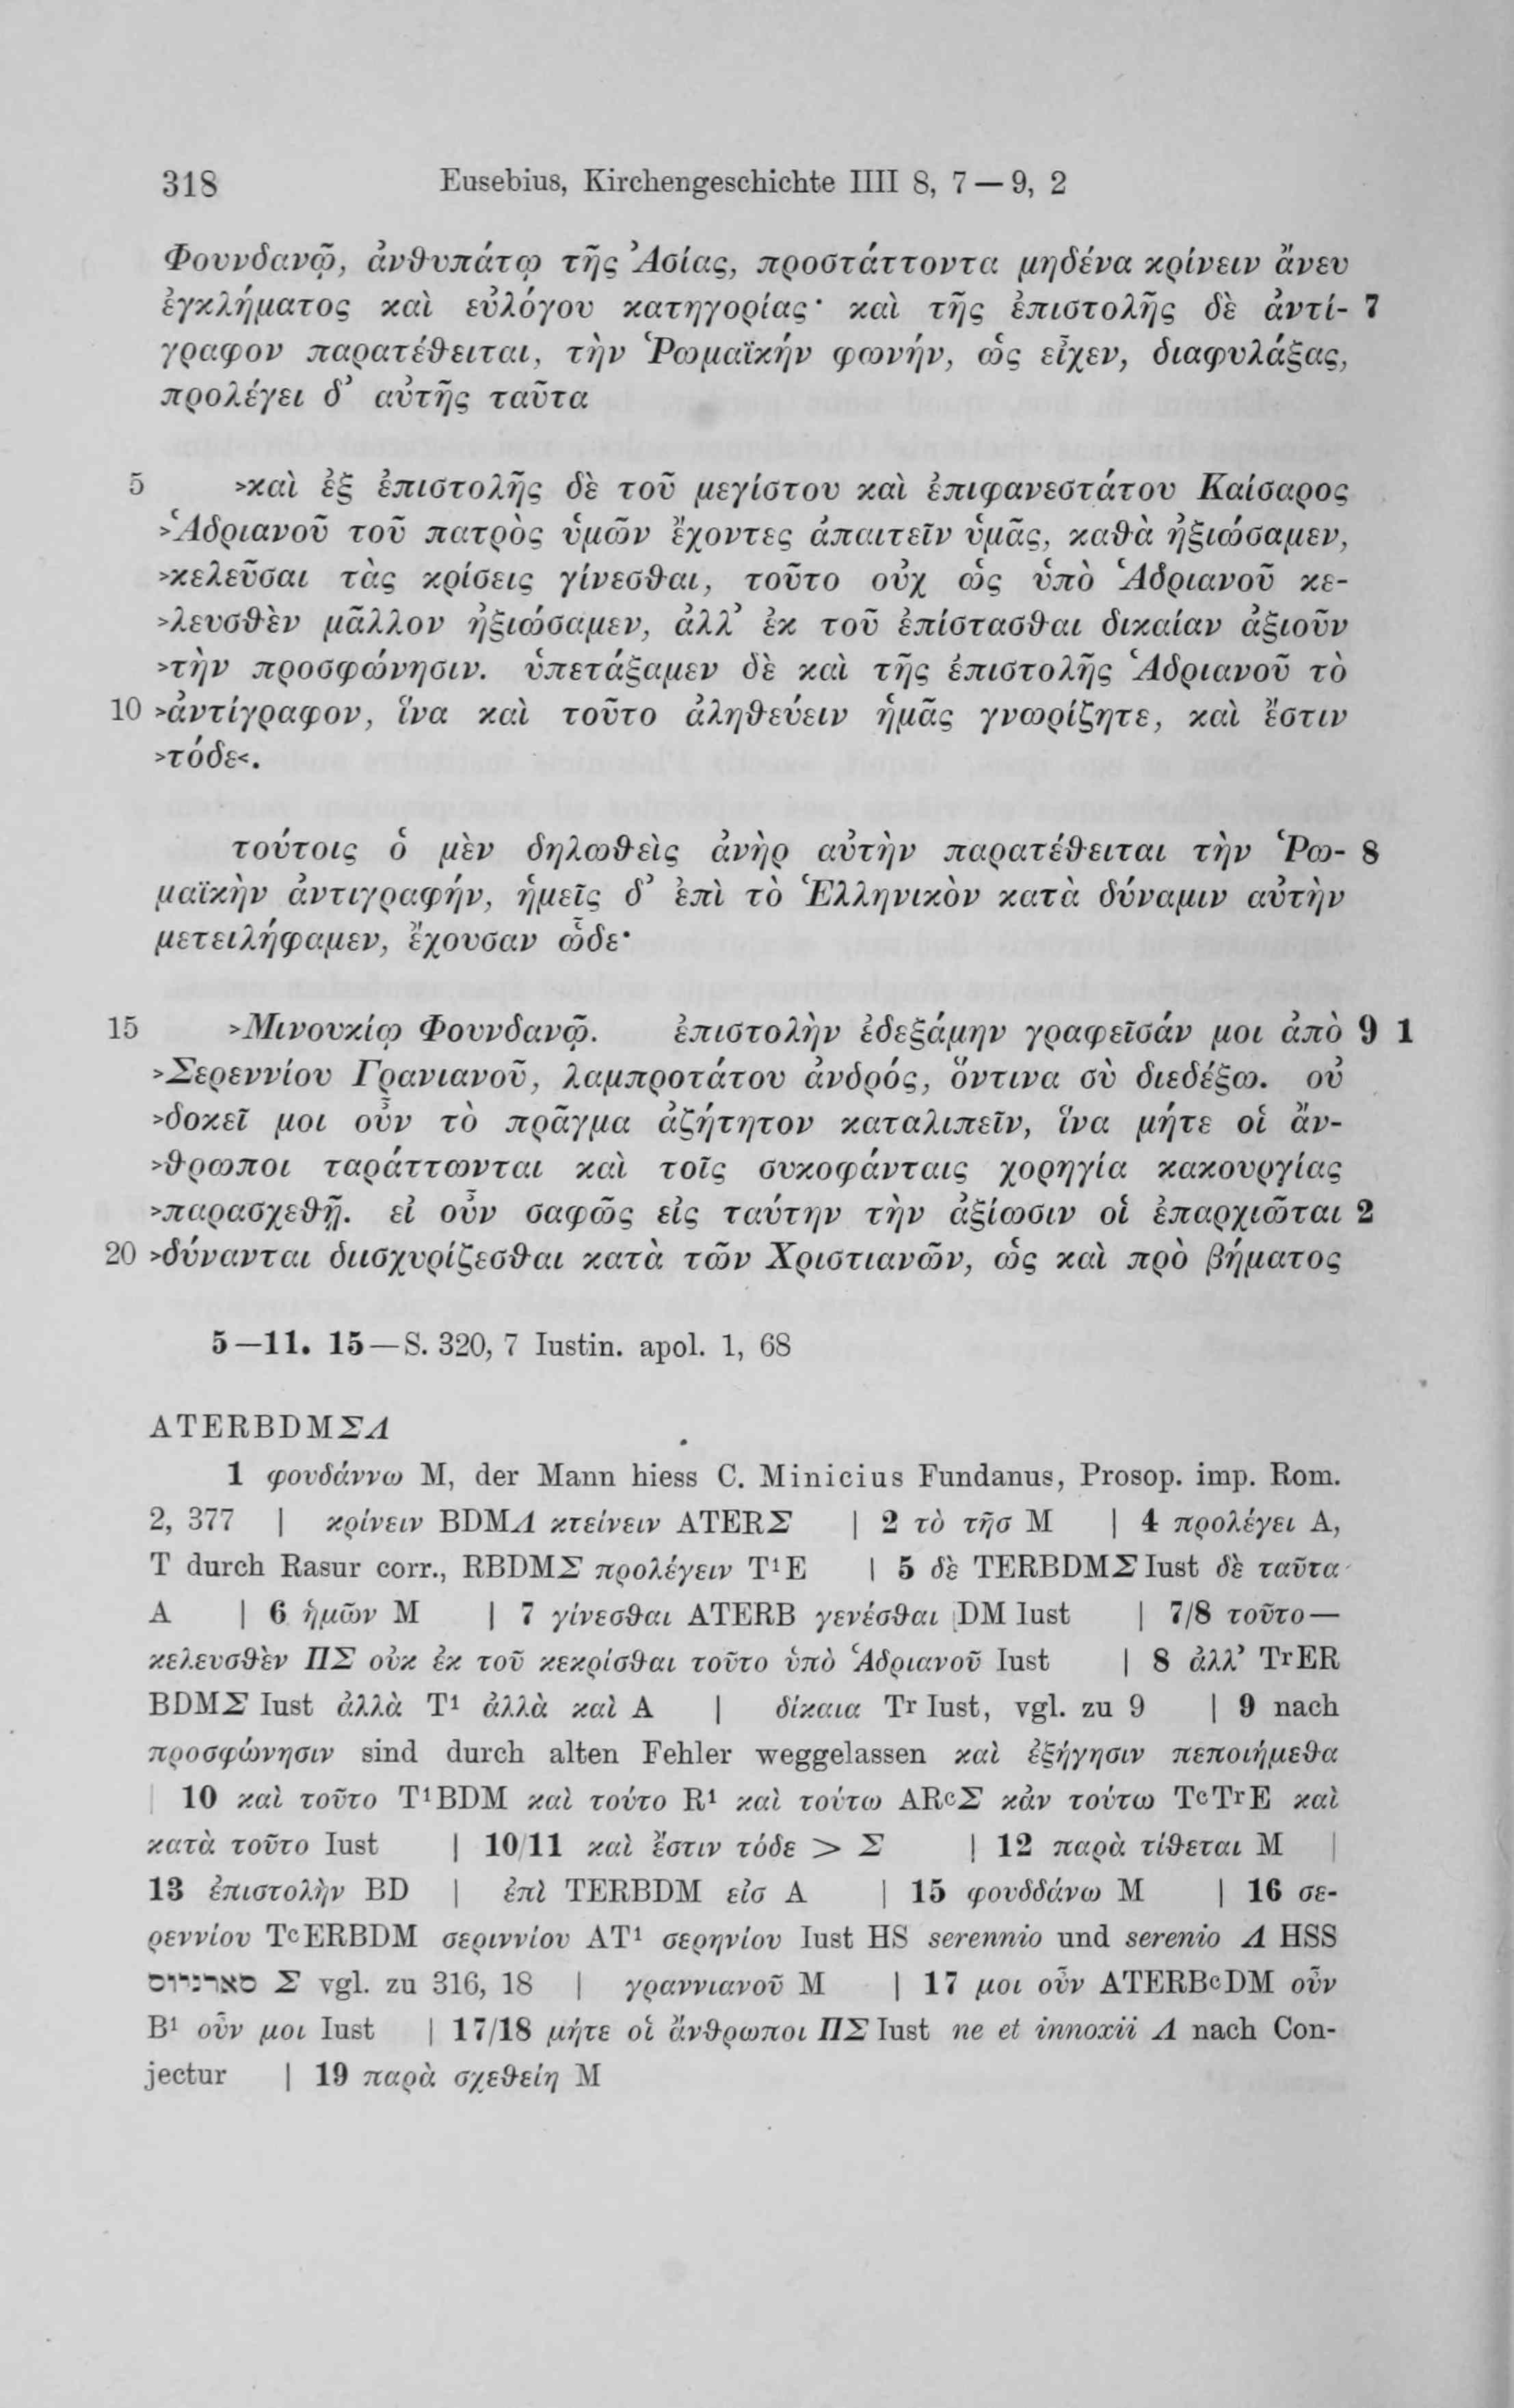 318 Eusebius, Kirchengeschichte IIII 8, 7 — 9, 2
Φουνδανῷ, ἀνθυπάτῳ τῆς Ἀσίας, προστάττοντα μηδένα κρίνειν ἄνευ
ἐγκλήματος καὶ εὐλόγου κατηγορίας· καὶ τῆς ἐπιστολῆς δὲ ἀντί- 7
γραφον παρατέθειται, τὴν Ῥωμαϊκήν φωνήν, ὡς εἶχεν, διαφυλάξας,
προλέγει δ’ αὐτῆς ταῦτα
5 >καὶ ἐξ ἐπιστολῆς δὲ τοῦ μεγίστου καὶ ἐπιφανεστάτου Καίσαρος
>Ἁδριανοῦ τοῦ πατρὸς ὑμῶν ἔχοντες ἀπαιτεῖν ὑμᾶς, καθὰ ἠξιώσαμεν,
>κελεῦσαι τὰς κρίσεις γίνεσθαι, τοῦτο οὐχ ὡς ὑπὸ Ἁδριανοῦ κε-
>λευσθὲν μᾶλλον ἠξιώσαμεν, ἀλλ’ ἐκ τοῦ ἐπίστασθαι δικαίαν ἀξιοῦν
>τὴν προσφώνησιν. ὑπετάξαμεν δὲ καὶ τῆς ἐπιστολῆς Ἁδριανοῦ τὸ
10 >ἀντίγραφον, ἵνα καὶ τοῦτο ἀληθεύειν ἡμᾶς γνωρίζητε, καὶ ἔστιν
>τόδε<.
τούτοις ὁ μὲν δηλωθεὶς ἀνὴρ αὐτὴν παρατέθειται τὴν Ῥω- 8
μαϊκὴν ἀντιγραφήν, ἡμεῖς δ’ ἐπὶ τὸ Ἑλληνικὸν κατὰ δύναμιν αὐτὴν
μετειλήφαμεν, ἔχουσαν ὧδε·
15 >Μινουκίῳ Φουνδανῷ. ἐπιστολὴν ἐδεξάμην γραφεῖσάν μοι ἀπὸ 9 1
>Σερεννίου Γρανιανοῦ, λαμπροτάτου ἀνδρός, ὅντινα σὺ διεδέξω. οὐ
>δοκεῖ μοι οὖν τὸ πρᾶγμα ἀζήτητον καταλιπεῖν, ἵνα μήτε οἱ ἄν-
>θρωποι ταράττωνται καὶ τοῖς συκοφάνταις χορηγία κακουργίας
>παρασχεθῇ. εἰ οὖν σαφῶς εἰς ταύτην τὴν ἀξίωσιν οἱ ἐπαρχιῶται 2
20 >δύνανται διισχυρίζεσθαι κατὰ τῶν Χριστιανῶν, ὡς καὶ πρὸ βήματος
5—11. 15—S. 320, 7 Iustin. apol. 1, 68
ATERBDMΣΛ
1 φουδάννω M, der Mann hiess C. Minicius Fundanus, Prosop. imp. Rom.
2, 377 | κρίνειν BDMΛ κτείνειν ATERΣ | 2 τὸ τῆσ M | 4 προλέγει A,
T durch Rasur corr., RBDMΣ προλέγειν T¹E | 5 δὲ TERBDMΣ Iust δὲ ταῦτα
A | 6 ἡμῶν M | 7 γίνεσθαι ATERB γενέσθαι DM Iust | 7/8 τοῦτο—
κελευσθὲν ΠΣ οὐκ ἐκ τοῦ κεκρίσθαι τοῦτο ὑπὸ Ἁδριανοῦ Iust | 8 ἀλλ’ TʳER
BDMΣ Iust ἀλλὰ T¹ ἀλλὰ καὶ A | δίκαια Tʳ Iust, vgl. zu 9 | 9 nach
προσφώνησιν sind durch alten Fehler weggelassen καὶ ἐξήγησιν πεποιήμεθα
| 10 καὶ τοῦτο T¹BDM καὶ τούτο R¹ καὶ τούτω ARᶜΣ κἀν τούτω TᶜTʳE καὶ
κατὰ τοῦτο Iust | 10/11 καὶ ἔστιν τόδε > Σ | 12 παρὰ τίθεται M |
13 ἐπιστολὴν BD | ἐπὶ TERBDM εἰσ A | 15 φουδδάνω M | 16 σε-
ρεννίου TᶜERBDM σεριννίου AT¹ σερηνίου Iust HS serennio und serenio Λ HSS
סארניוס Σ vgl. zu 316, 18 | γραννιανοῦ M | 17 μοι οὖν ATERBᶜDM οὖν
B¹ οὖν μοι Iust | 17/18 μήτε οἱ ἄνθρωποι ΠΣ Iust ne et innoxii Λ nach Con-
jectur | 19 παρὰ σχεθείη M